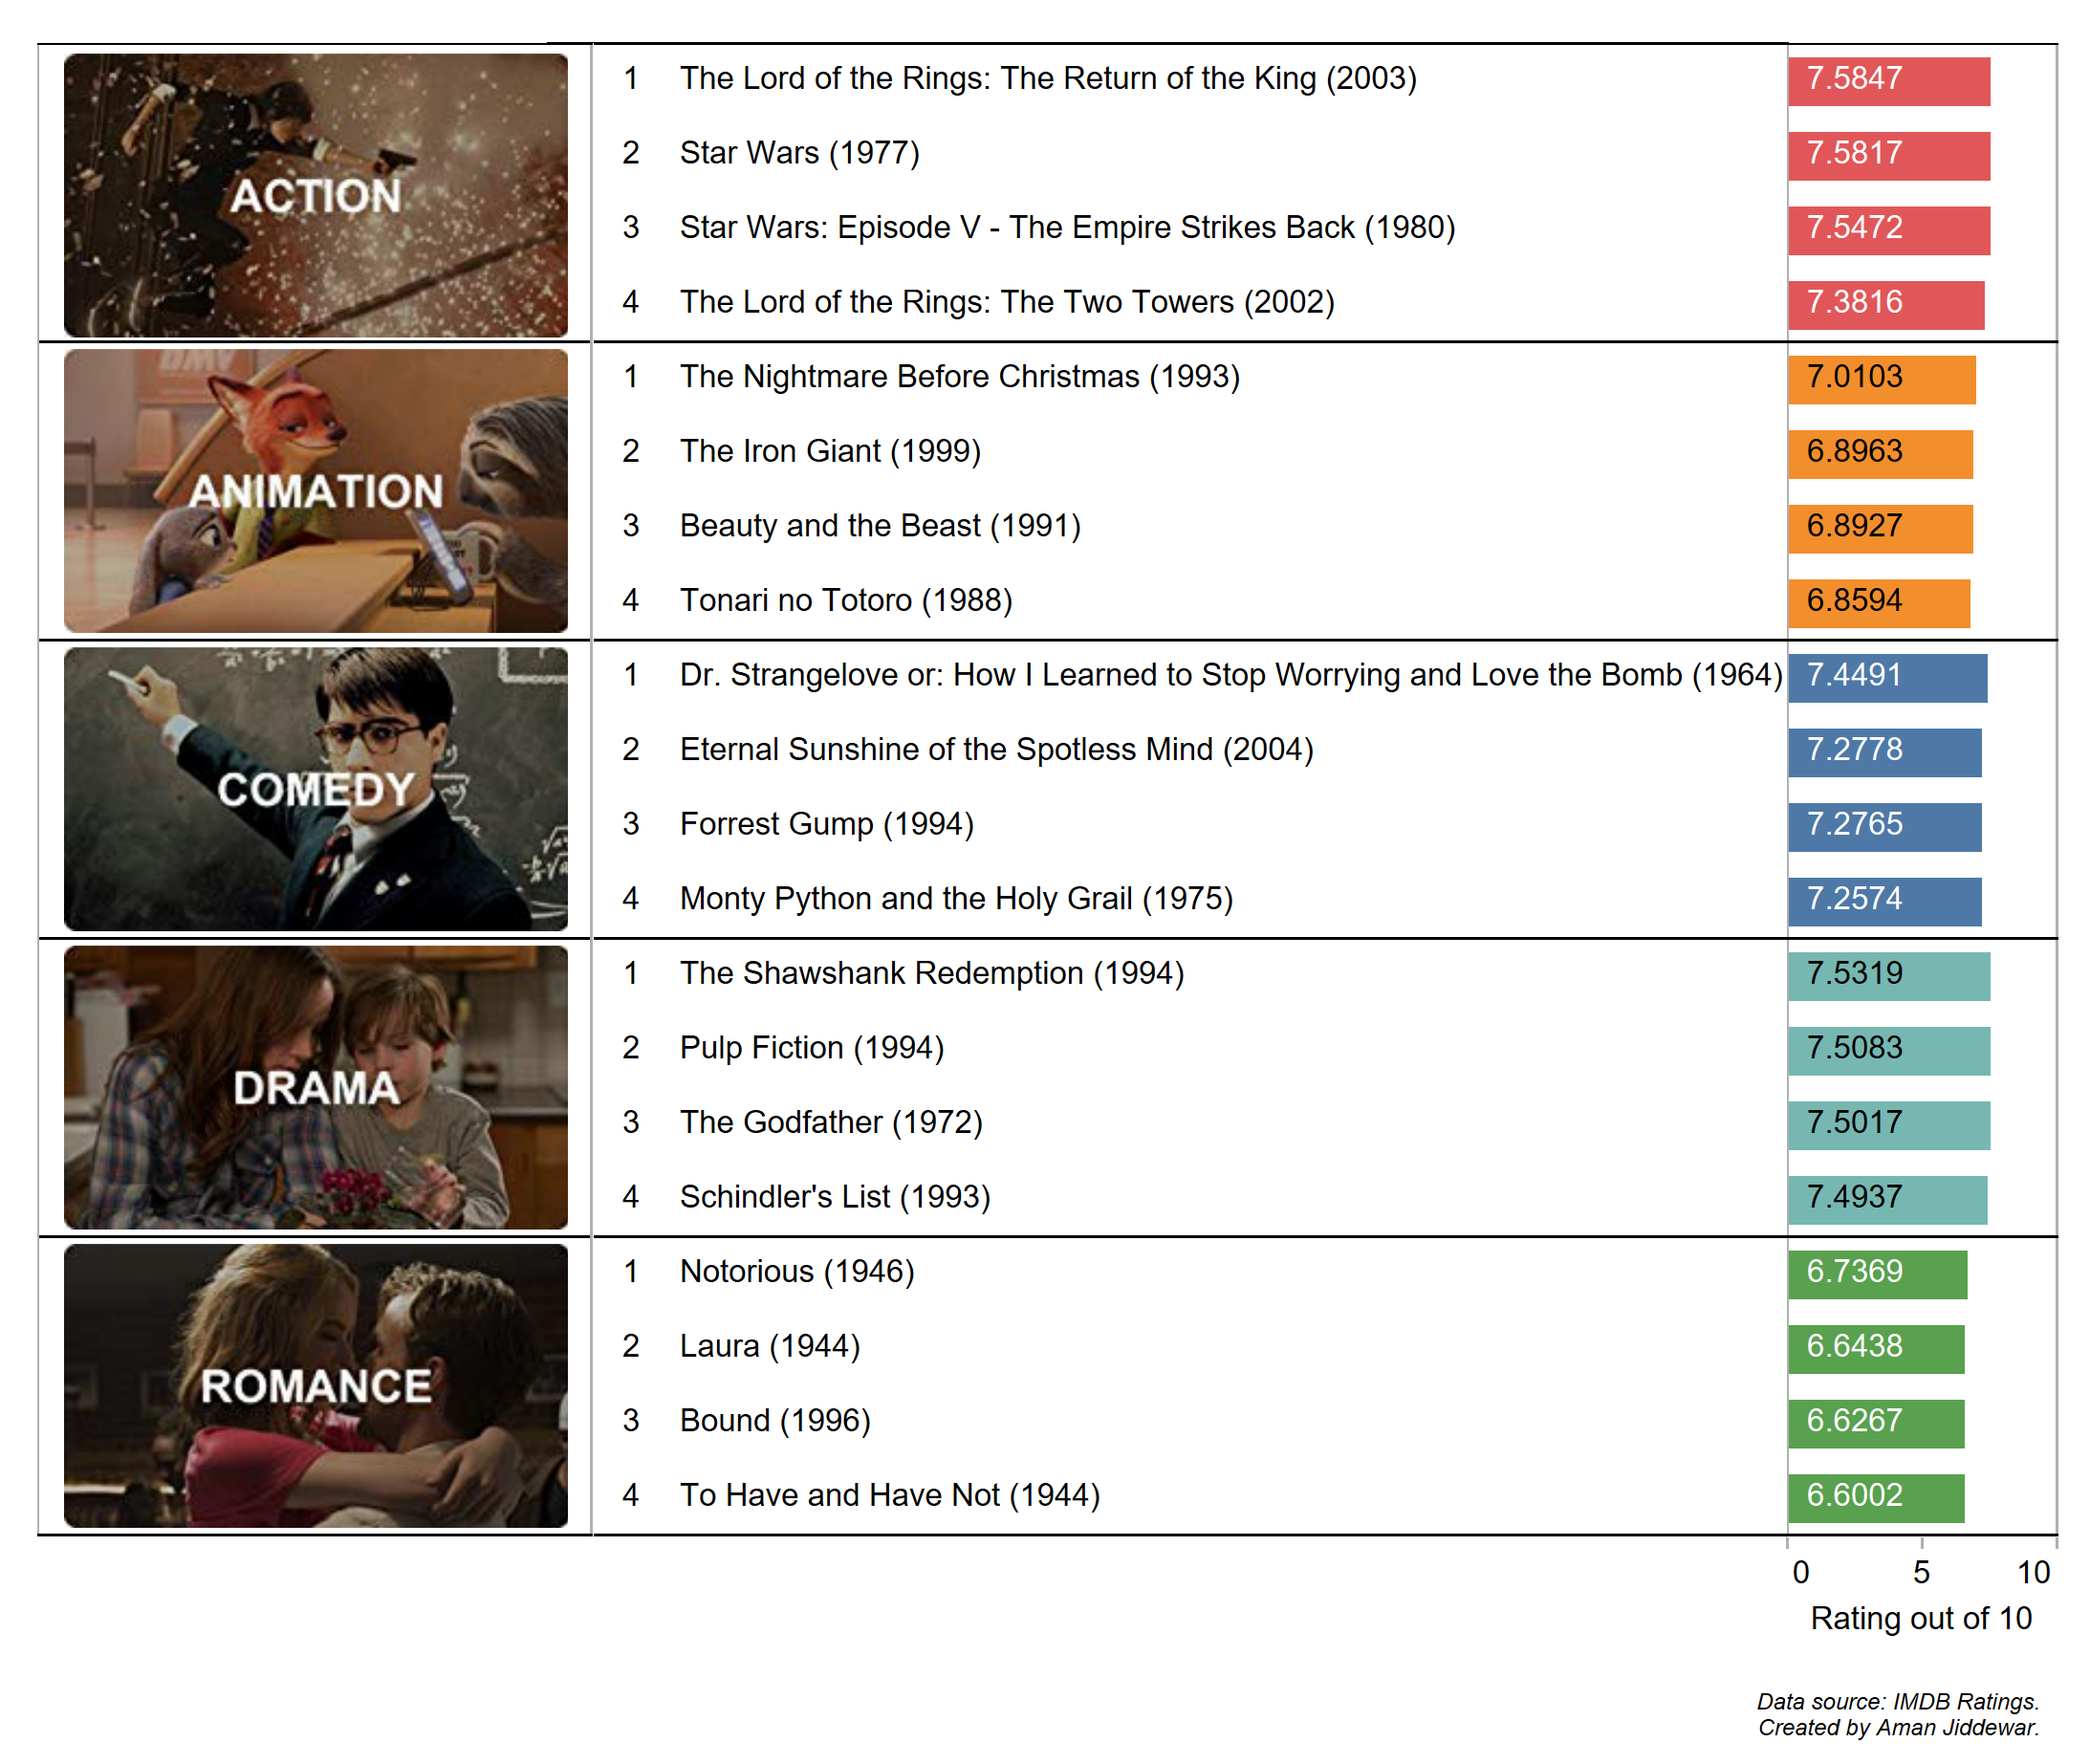 ACTION
1 The Lord of the Rings: The Return of the King (2003) 7.5847
2 Star Wars (1977) 7.5817
3 Star Wars: Episode V - The Empire Strikes Back (1980) 7.5472
4 The Lord of the Rings: The Two Towers (2002) 7.3816
DMV
ANIMATION
1 The Nightmare Before Christmas (1993) 7.0103
2 The Iron Giant (1999) 6.8963
3 Beauty and the Beast (1991) 6.8927
4 Tonari no Totoro (1988) 6.8594
COMEDY
1 Dr. Strangelove or: How I Learned to Stop Worrying and Love the Bomb (1964) 7.4491
2 Eternal Sunshine of the Spotless Mind (2004) 7.2778
3 Forrest Gump (1994) 7.2765
4 Monty Python and the Holy Grail (1975) 7.2574
DRAMA
1 The Shawshank Redemption (1994) 7.5319
2 Pulp Fiction (1994) 7.5083
3 The Godfather (1972) 7.5017
4 Schindler's List (1993) 7.4937
ROMANCE
1 Notorious (1946) 6.7369
2 Laura (1944) 6.6438
3 Bound (1996) 6.6267
4 To Have and Have Not (1944) 6.6002
0 5 10
Rating out of 10
Data source: IMDB Ratings.
Created by Aman Jiddewar.